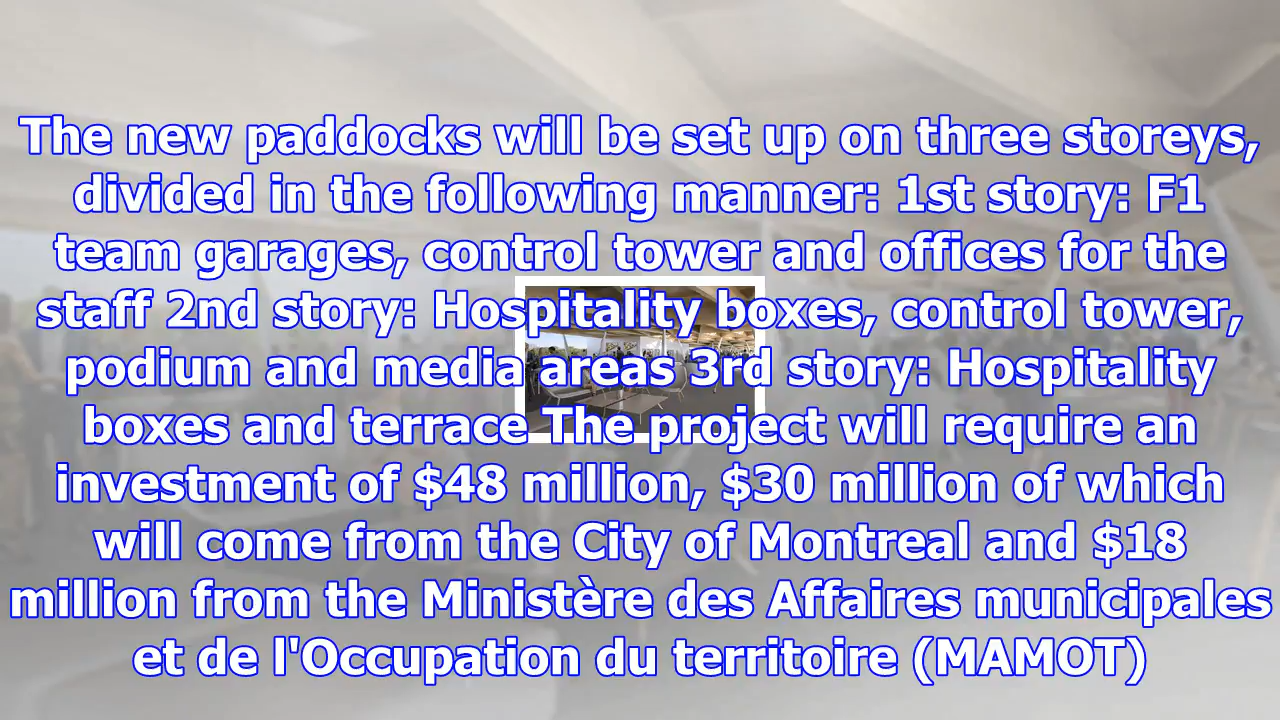 The new paddocks will be set up on three storeys,
divided in the following manner: 1st story: F1
team garages, control tower and offices for the
staff 2nd story: Hospitality boxes, control tower,
podium and media areas 3rd story: Hospitality
boxes and terrace The project will require an
investment of $48 million, $30 million of which
will come from the City of Montreal and $18
million from the Ministère des Affaires municipales
et de l'Occupation du territoire (MAMOT)